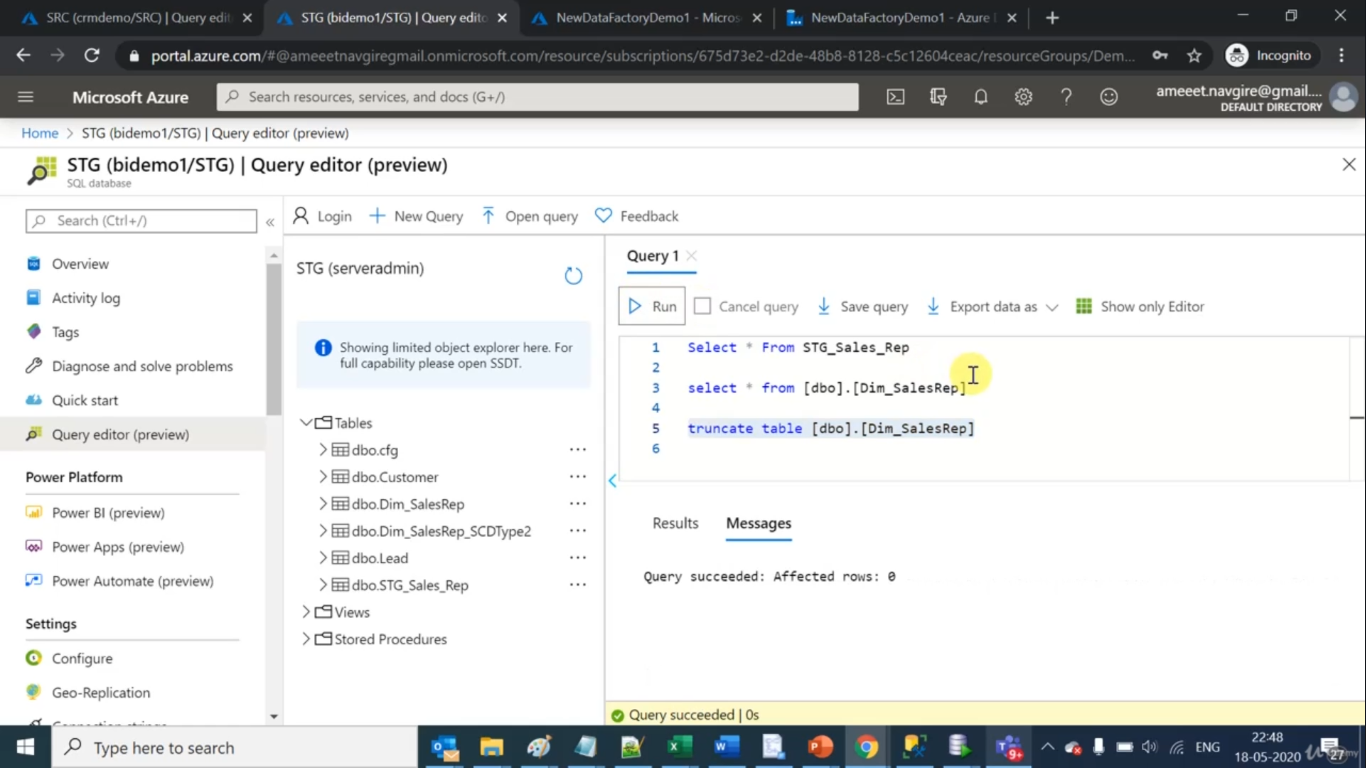 SRC (crmdemo/SRC) | Query edit
STG (bidemo1/STG) | Query edito
NewDataFactoryDemo1 - Micros
NewDataFactoryDemo1 - Azure
portal.azure.com/#@ameeetnavgiregmail.onmicrosoft.com/resource/subscriptions/675d73e2-d2de-48b8-8128-c5c12604ceac/resourceGroups/Dem...
Incognito
Microsoft Azure
Search resources, services, and docs (G+/)
ameeet.navgire@gmail....
DEFAULT DIRECTORY
Home > STG (bidemo1/STG) | Query editor (preview)
STG (bidemo1/STG) | Query editor (preview)
SQL database
Search (Ctrl+/)
Overview
Activity log
Tags
Diagnose and solve problems
Quick start
Query editor (preview)
Power Platform
Power BI (preview)
Power Apps (preview)
Power Automate (preview)
Settings
Configure
Geo-Replication
Connection strings
Login
New Query
Open query
Feedback
STG (serveradmin)
Showing limited object explorer here. For
full capability please open SSDT.
Tables
dbo.cfg
dbo.Customer
dbo.Dim_SalesRep
dbo.Dim_SalesRep_SCDType2
dbo.Lead
dbo.STG_Sales_Rep
Views
Stored Procedures
Query 1
Run
Cancel query
Save query
Export data as
Show only Editor
1 Select * From STG_Sales_Rep
2
3 select * from [dbo].[Dim_SalesRep]
4
5 truncate table [dbo].[Dim_SalesRep]
6
Results
Messages
Query succeeded: Affected rows: 0
Query succeeded | 0s
Type here to search
9+
ENG
22:48
18-05-2020
27